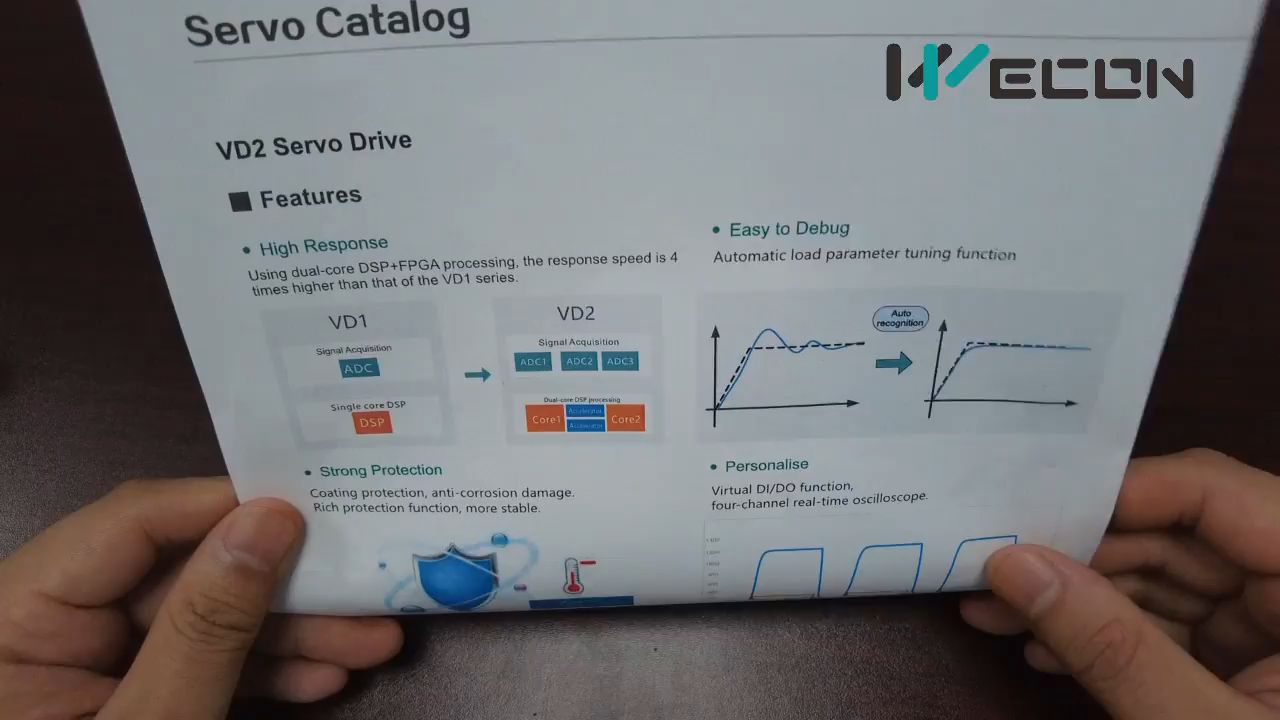 Servo Catalog
WECON
VD2 Servo Drive
Features
• High Response
Using dual-core DSP+FPGA processing, the response speed is 4
times higher than that of the VD1 series.
VD1
Signal Acquisition
ADC
Single core DSP
DSP
VD2
Signal Acquisition
ADC1 ADC2 ADC3
Dual-core DSP processing
Core1 Accelerator Core2
Accelerator
• Easy to Debug
Automatic load parameter tuning function
Auto
recognition
• Strong Protection
Coating protection, anti-corrosion damage.
Rich protection function, more stable.
• Personalise
Virtual DI/DO function,
four-channel real-time oscilloscope.